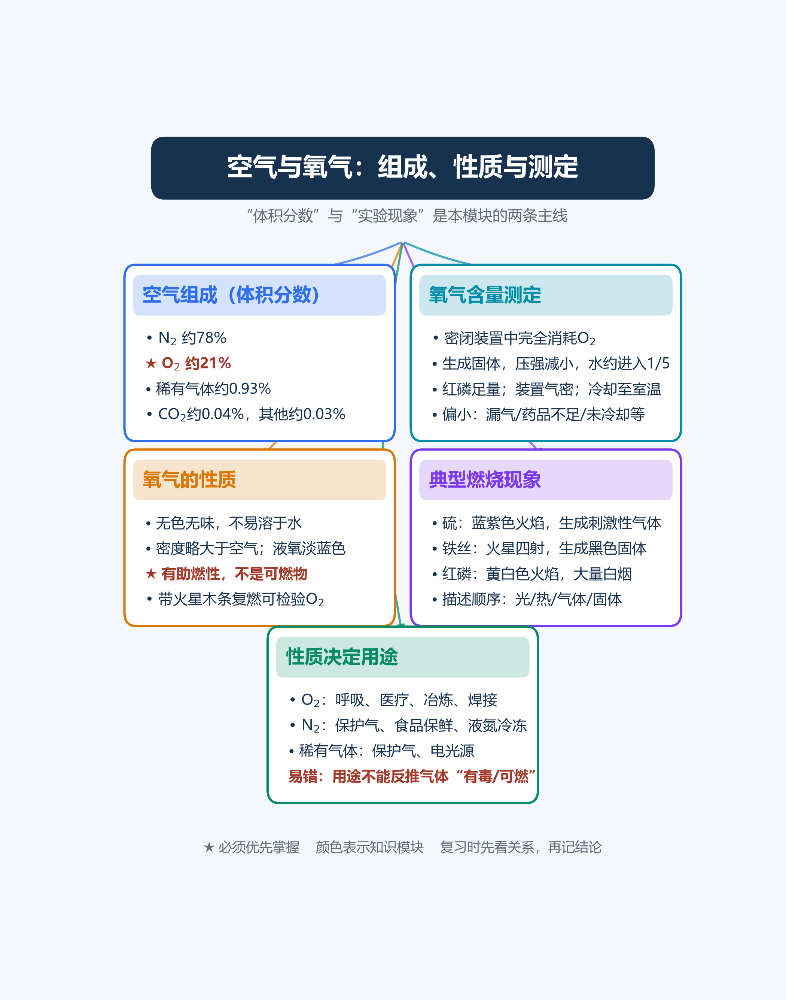 空气与氧气：组成、性质与测定
“体积分数”与“实验现象”是本模块的两条主线
空气组成（体积分数）
• N₂ 约78%
★ O₂ 约21%
• 稀有气体约0.93%
• CO₂约0.04%，其他约0.03%
氧气含量测定
• 密闭装置中完全消耗O₂
• 生成固体，压强减小，水约进入1/5
• 红磷足量；装置气密；冷却至室温
• 偏小：漏气/药品不足/未冷却等
氧气的性质
• 无色无味，不易溶于水
• 密度略大于空气；液氧淡蓝色
★ 有助燃性，不是可燃物
• 带火星木条复燃可检验O₂
典型燃烧现象
• 硫：蓝紫色火焰，生成刺激性气体
• 铁丝：火星四射，生成黑色固体
• 红磷：黄白色火焰，大量白烟
• 描述顺序：光/热/气体/固体
性质决定用途
• O₂：呼吸、医疗、冶炼、焊接
• N₂：保护气、食品保鲜、液氮冷冻
• 稀有气体：保护气、电光源
易错：用途不能反推气体“有毒/可燃”
★ 必须优先掌握 颜色表示知识模块 复习时先看关系，再记结论